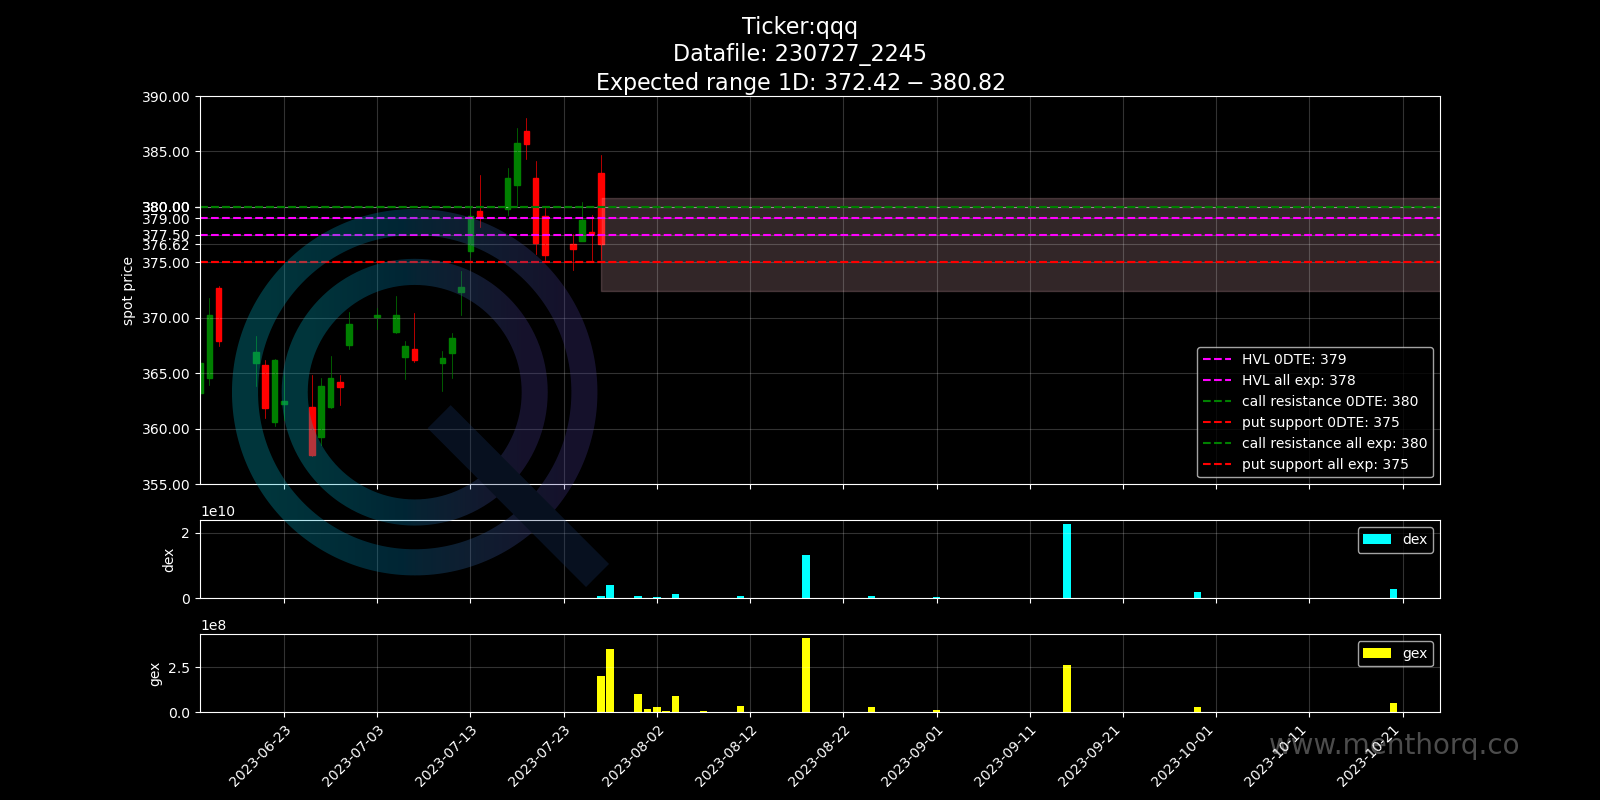 Ticker:qqq
Datafile: 230727_2245
Expected range 1D: 372.42 − 380.82
390.00
385.00
380.00
379.00
377.50
376.62
375.00
370.00
365.00
360.00
355.00
spot price
HVL 0DTE: 379
HVL all exp: 378
call resistance 0DTE: 380
put support 0DTE: 375
call resistance all exp: 380
put support all exp: 375
1e10
2
0
dex
dex
1e8
2.5
0.0
gex
gex
2023-06-23
2023-07-03
2023-07-13
2023-07-23
2023-08-02
2023-08-12
2023-08-22
2023-09-01
2023-09-11
2023-09-21
2023-10-01
2023-10-11
2023-10-21
www.menthorq.co